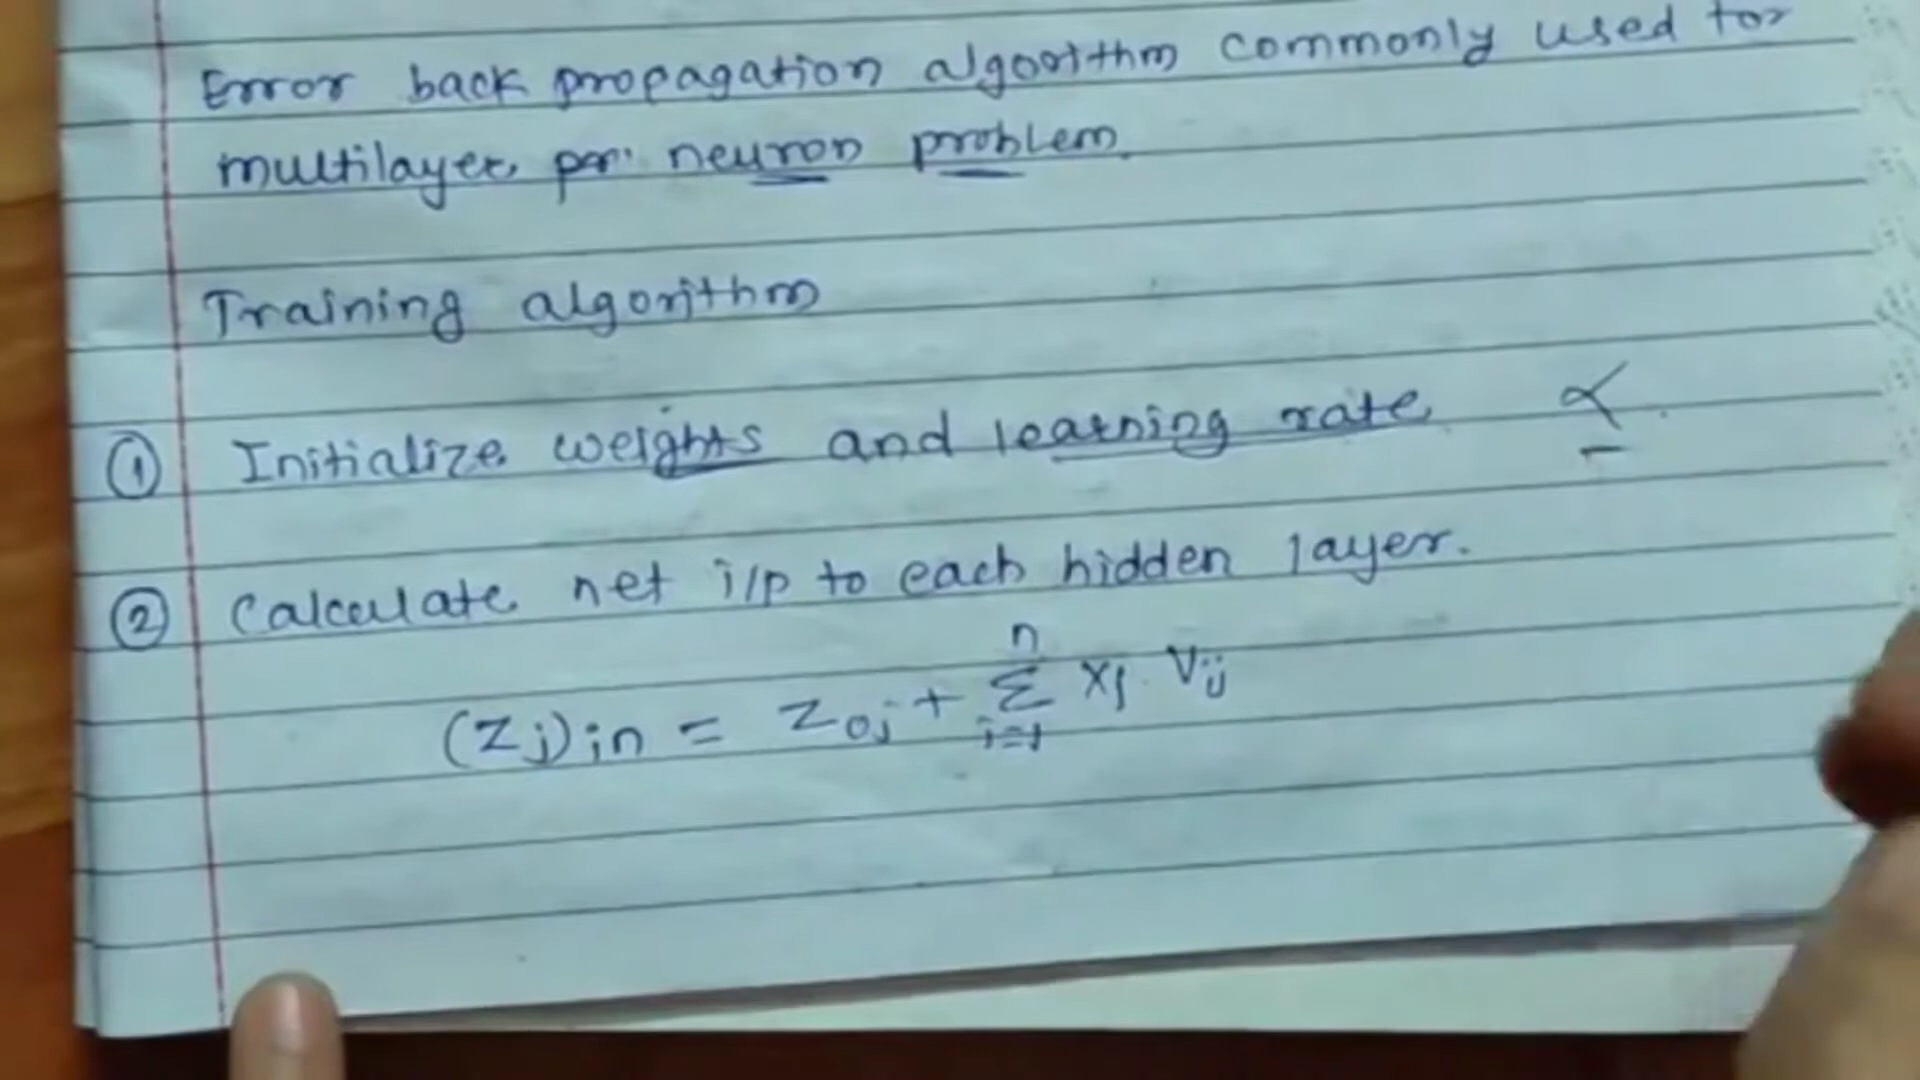 Error back propagation algorithm commonly used for
multilayer per. neuron problem.
Training algorithm
① Initialize weights and learning rate α
② Calculate net i/p to each hidden layer.
(Zj)in = Z0j + n Σ i=1 xi . Vij